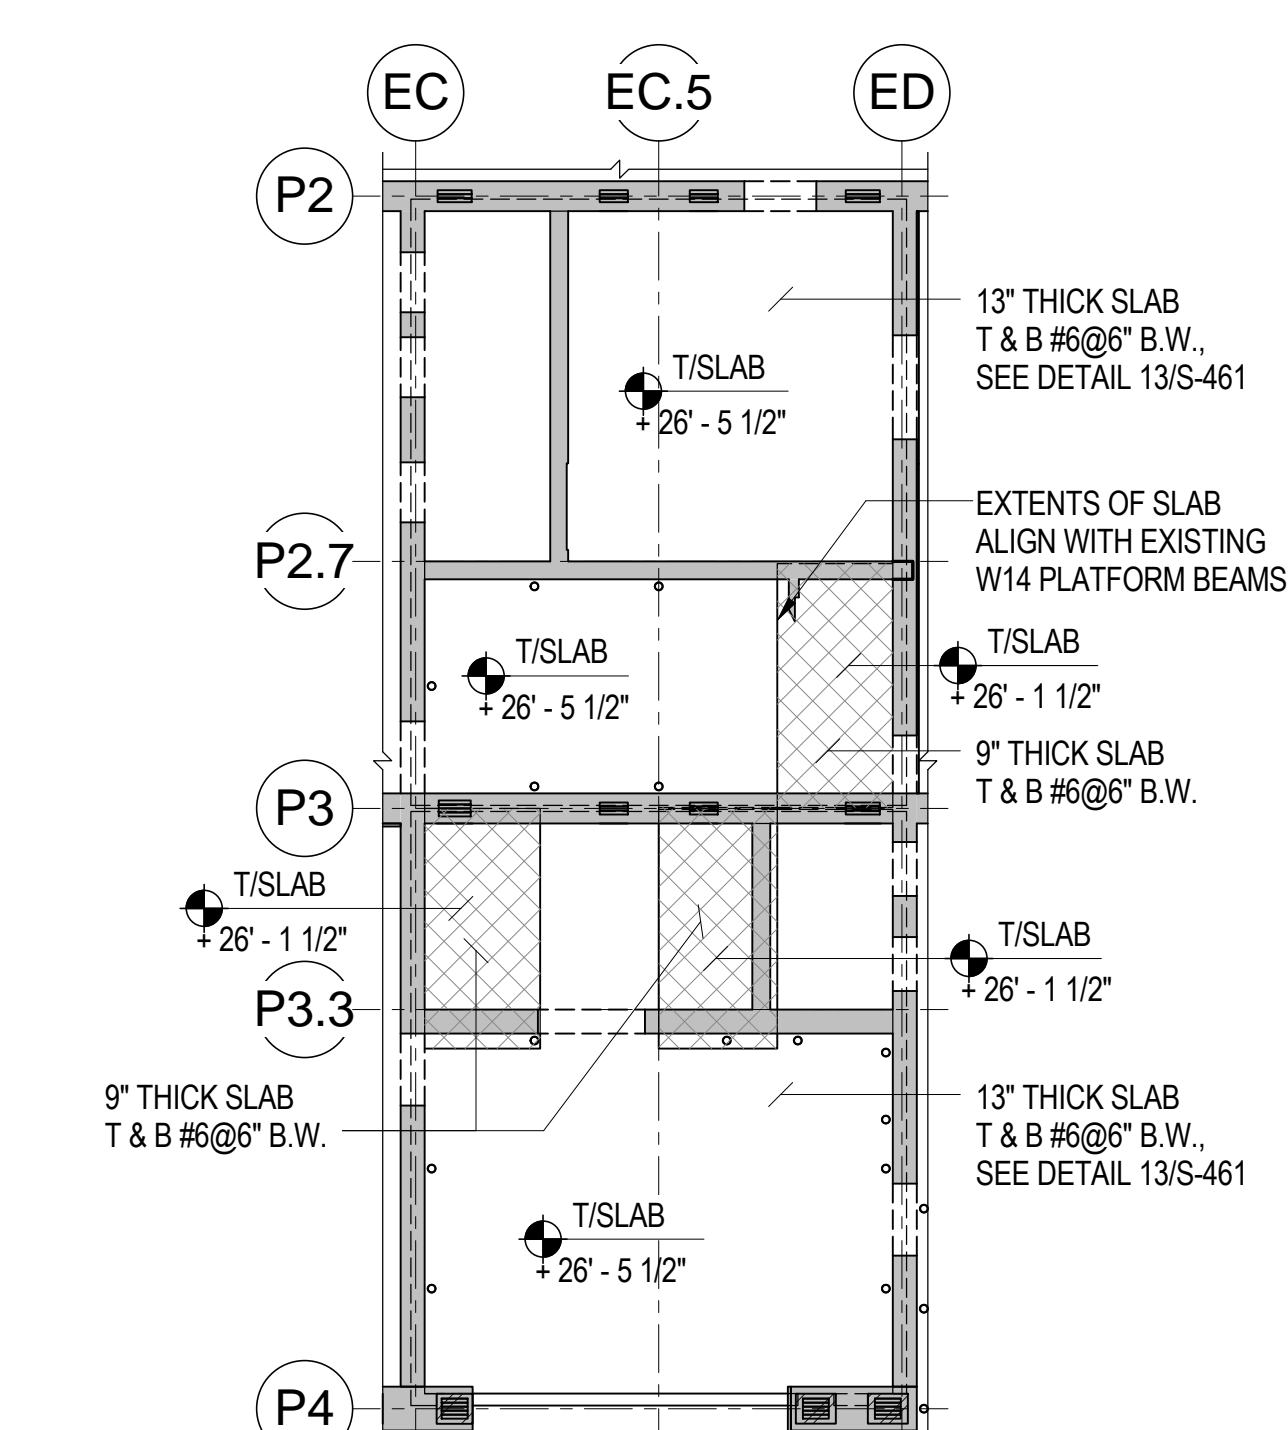 EC
EC.5
ED
P2
13" THICK SLAB
T & B #6@6" B.W.,
SEE DETAIL 13/S-461
T/SLAB
+ 26' - 5 1/2"
EXTENTS OF SLAB
ALIGN WITH EXISTING
W14 PLATFORM BEAMS
P2.7
T/SLAB
+ 26' - 5 1/2"
T/SLAB
+ 26' - 1 1/2"
9" THICK SLAB
T & B #6@6" B.W.
P3
T/SLAB
+ 26' - 1 1/2"
T/SLAB
+ 26' - 1 1/2"
P3.3
9" THICK SLAB
T & B #6@6" B.W.
13" THICK SLAB
T & B #6@6" B.W.,
SEE DETAIL 13/S-461
T/SLAB
+ 26' - 5 1/2"
P4